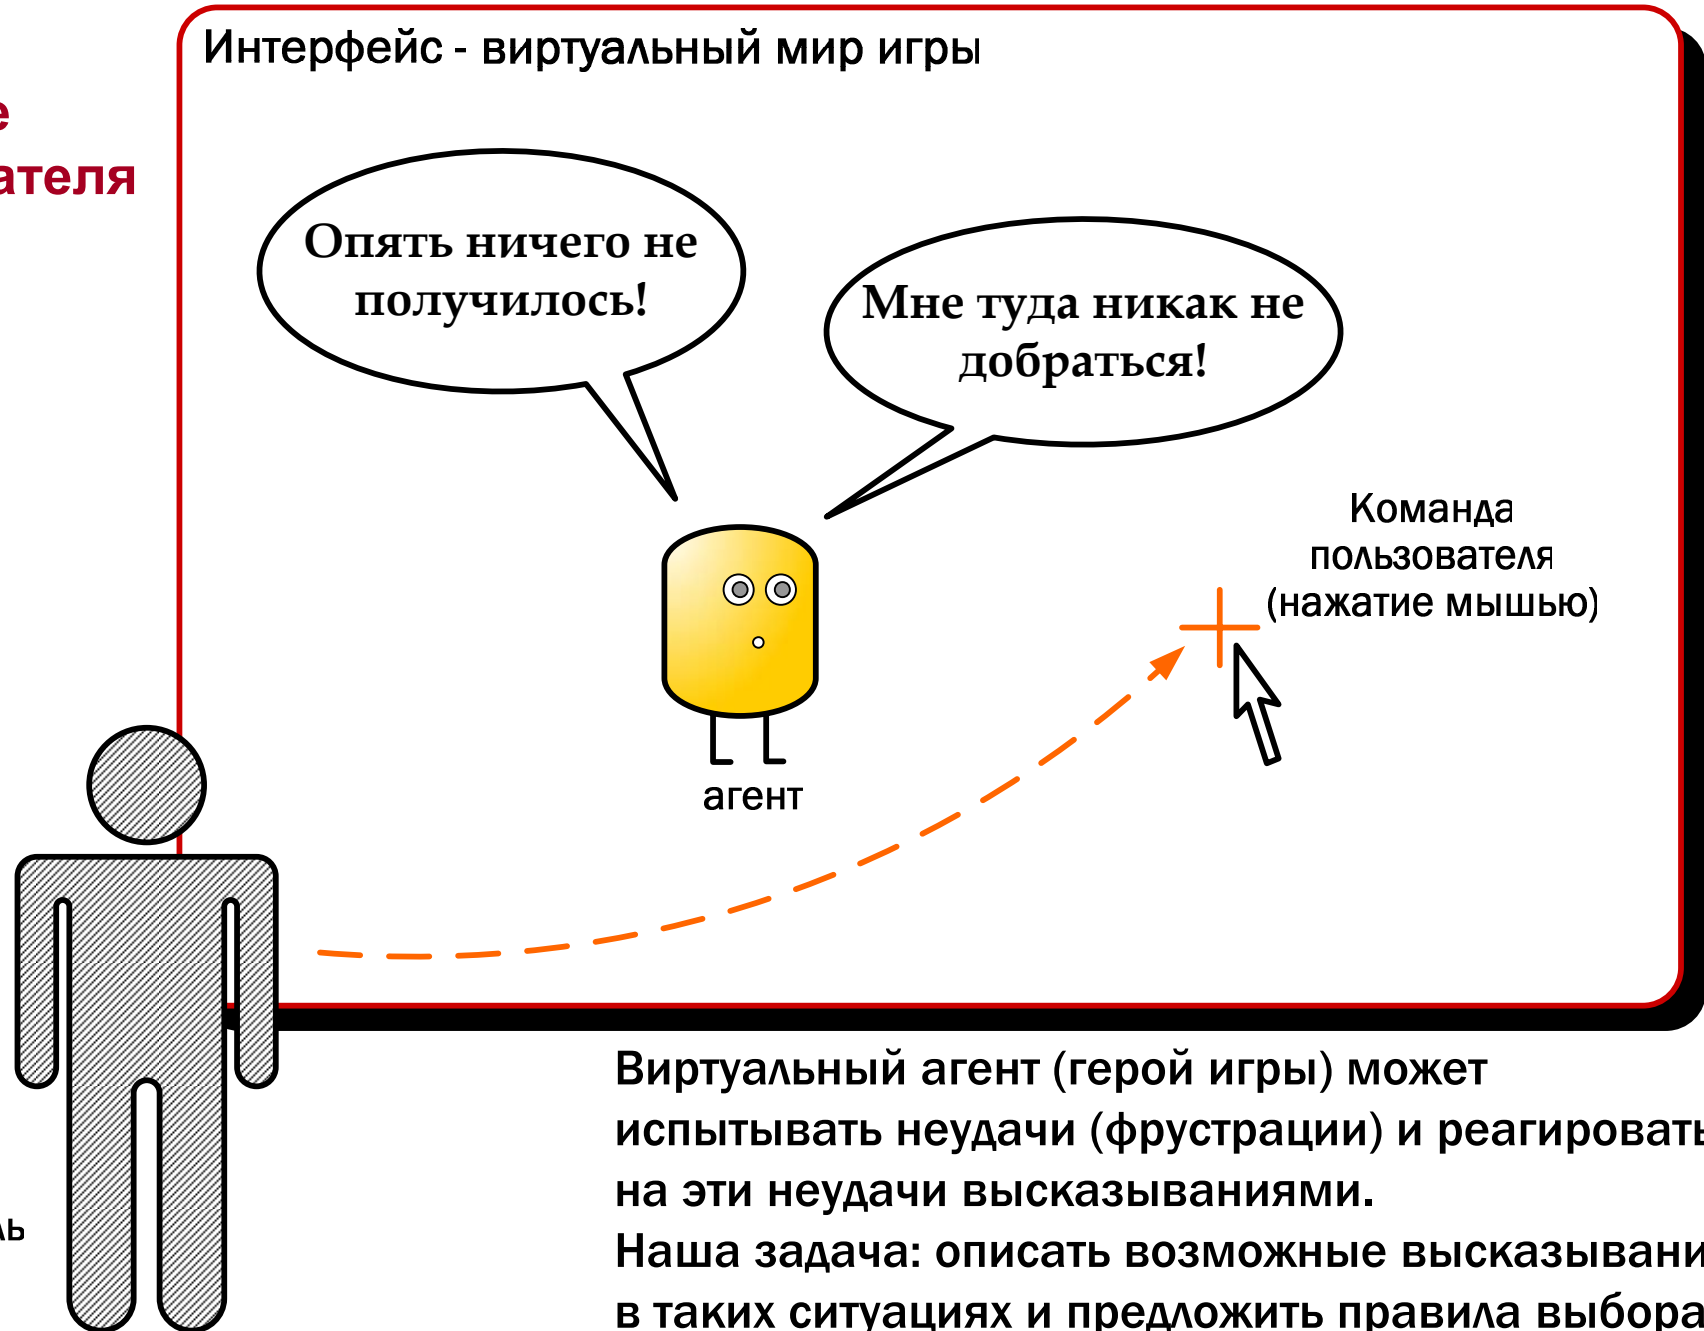 Интерфейс - виртуальный мир игры
е
ателя
Опять ничего не
получилось!
Мне туда никак не
добраться!
Команда
пользователя
(нажатие мышью)
агент
ль
Виртуальный агент (герой игры) может
испытывать неудачи (фрустрации) и реагировать
на эти неудачи высказываниями.
Наша задача: описать возможные высказывани
в таких ситуациях и предложить правила выбора